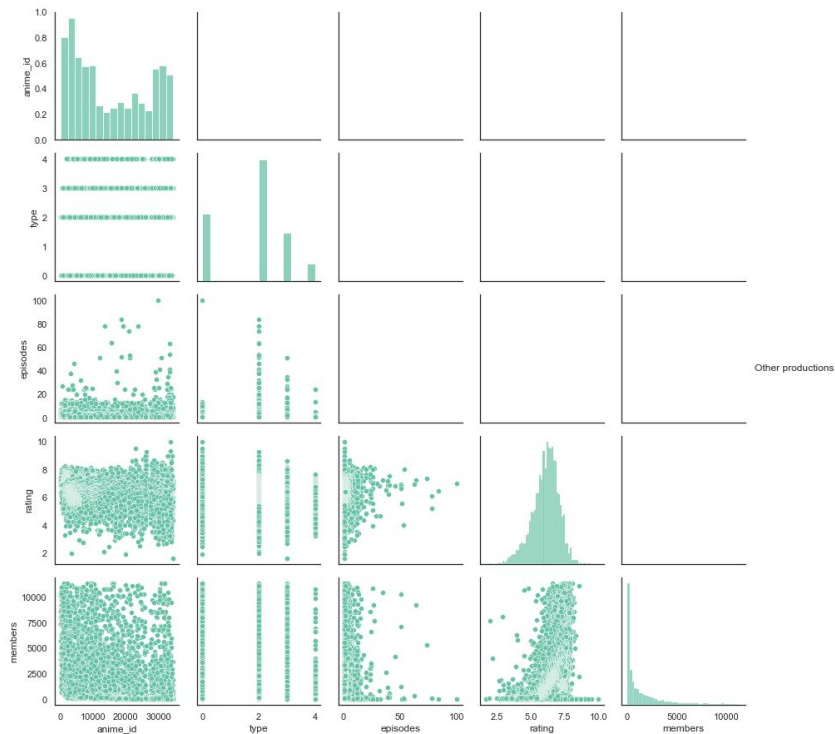 1.0
0.8
0.6
0.4
0.2
0.0
anime_id
4
3
2
1
0
type
100
80
60
40
20
0
episodes
Other productions
10
8
6
4
2
rating
10000
7500
5000
2500
0
members
0 10000 20000 30000
anime_id
0 2 4
type
0 50 100
episodes
2.5 5.0 7.5 10.0
rating
0 5000 10000
members